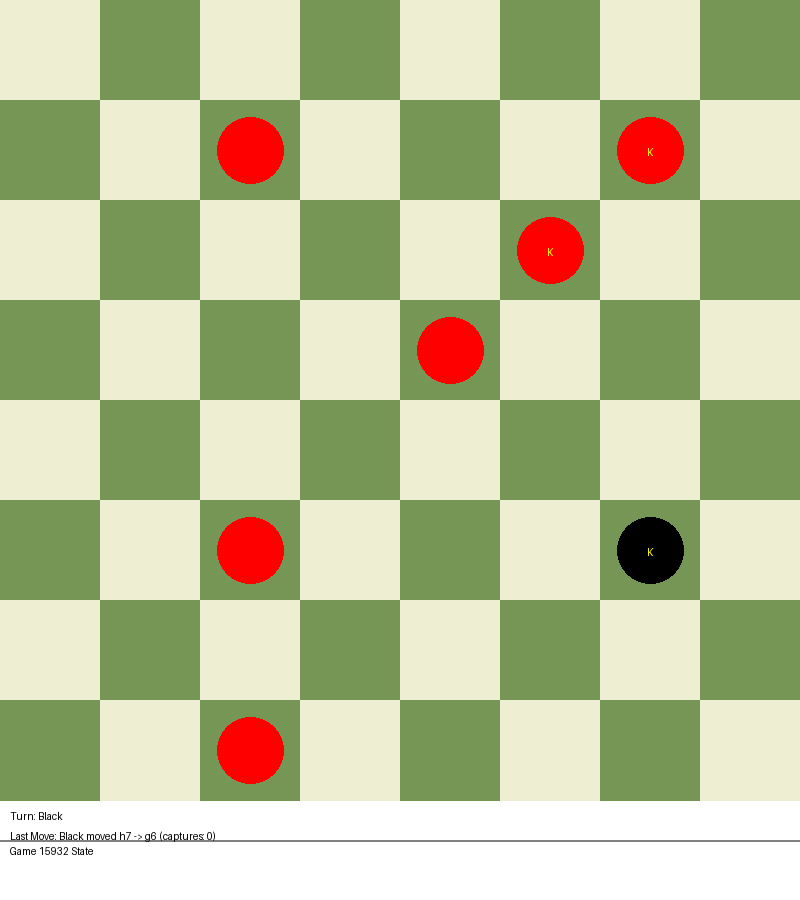 K
K
K
Turn: Black
Last Move: Black moved h7 -> g6 (captures: 0)
Game 15932 State